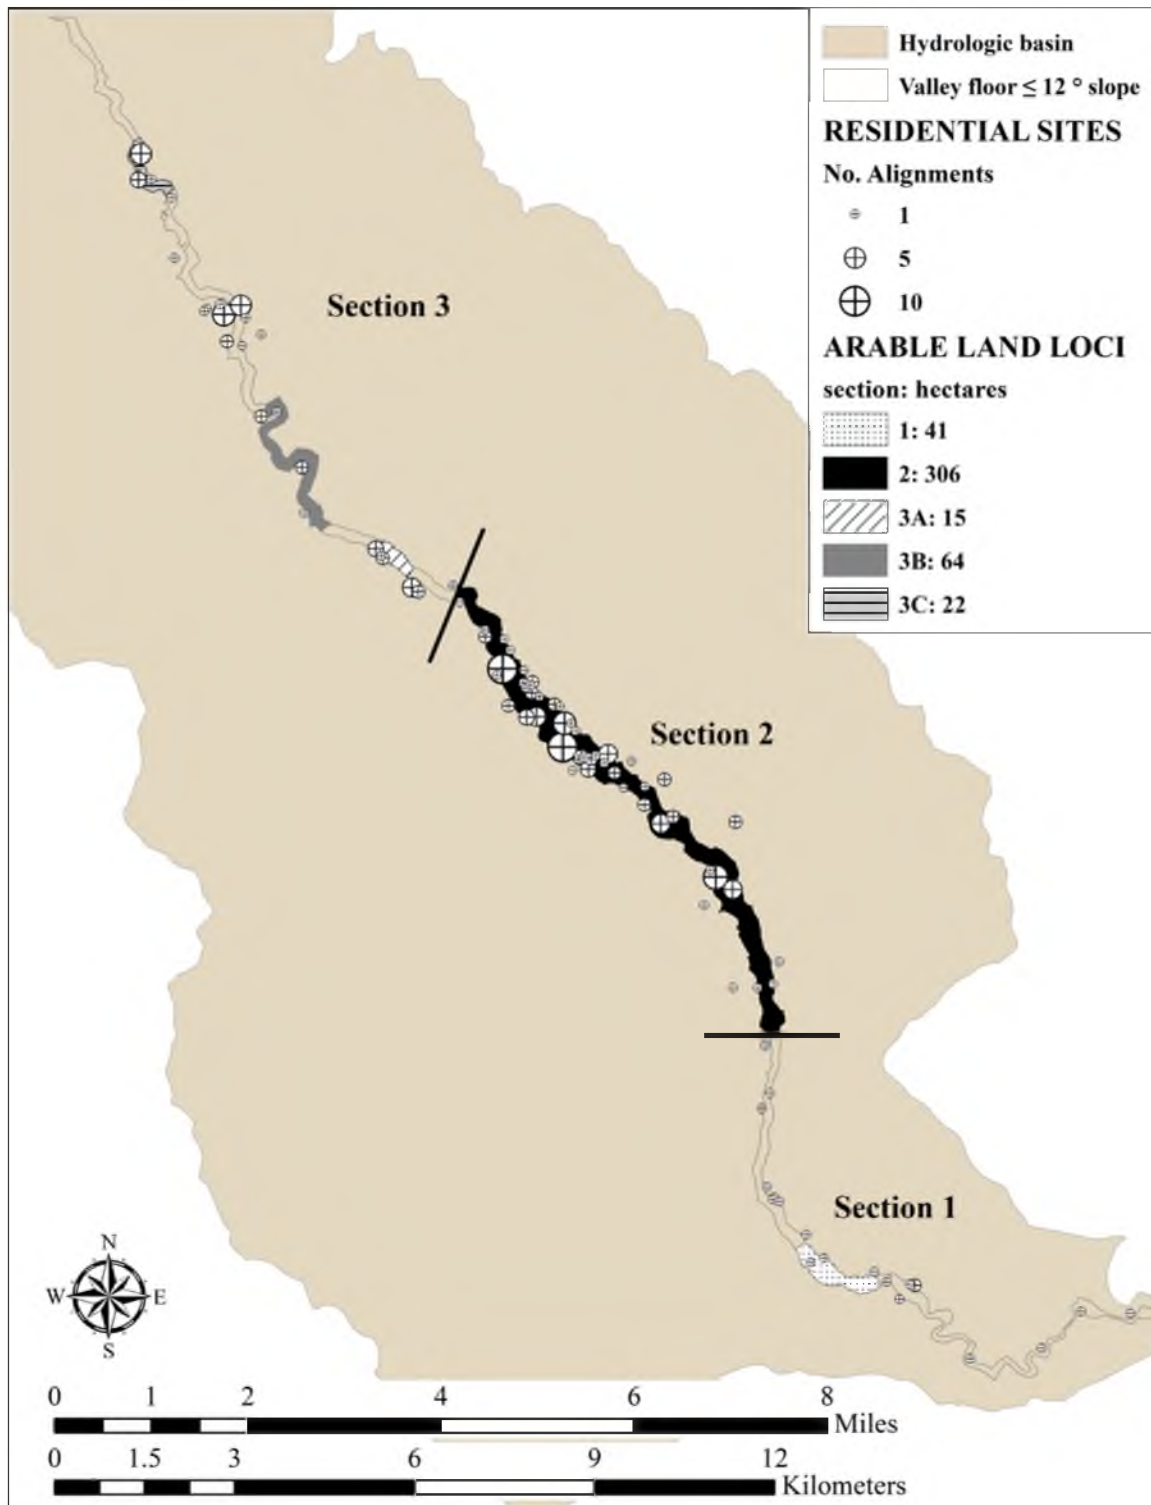 Hydrologic basin
Valley floor ≤ 12 ° slope
RESIDENTIAL SITES
No. Alignments
1
5
10
ARABLE LAND LOCI
section: hectares
1: 41
2: 306
3A: 15
3B: 64
3C: 22
Section 3
Section 2
Section 1
N
W E
S
0 1 2 4 6 8
Miles
0 1.5 3 6 9 12
Kilometers